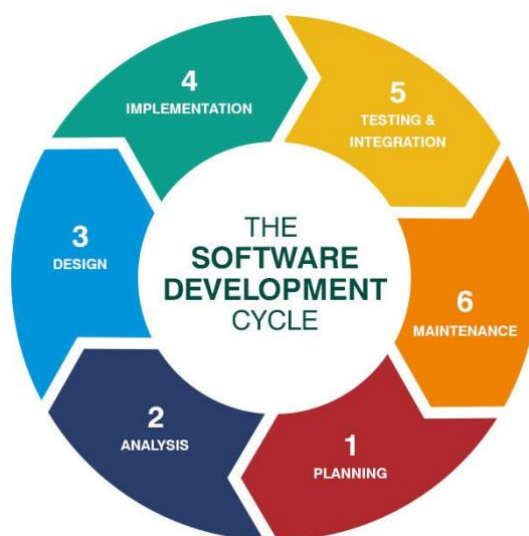 THE
SOFTWARE
DEVELOPMENT
CYCLE
1
PLANNING
2
ANALYSIS
3
DESIGN
4
IMPLEMENTATION
5
TESTING &
INTEGRATION
6
MAINTENANCE